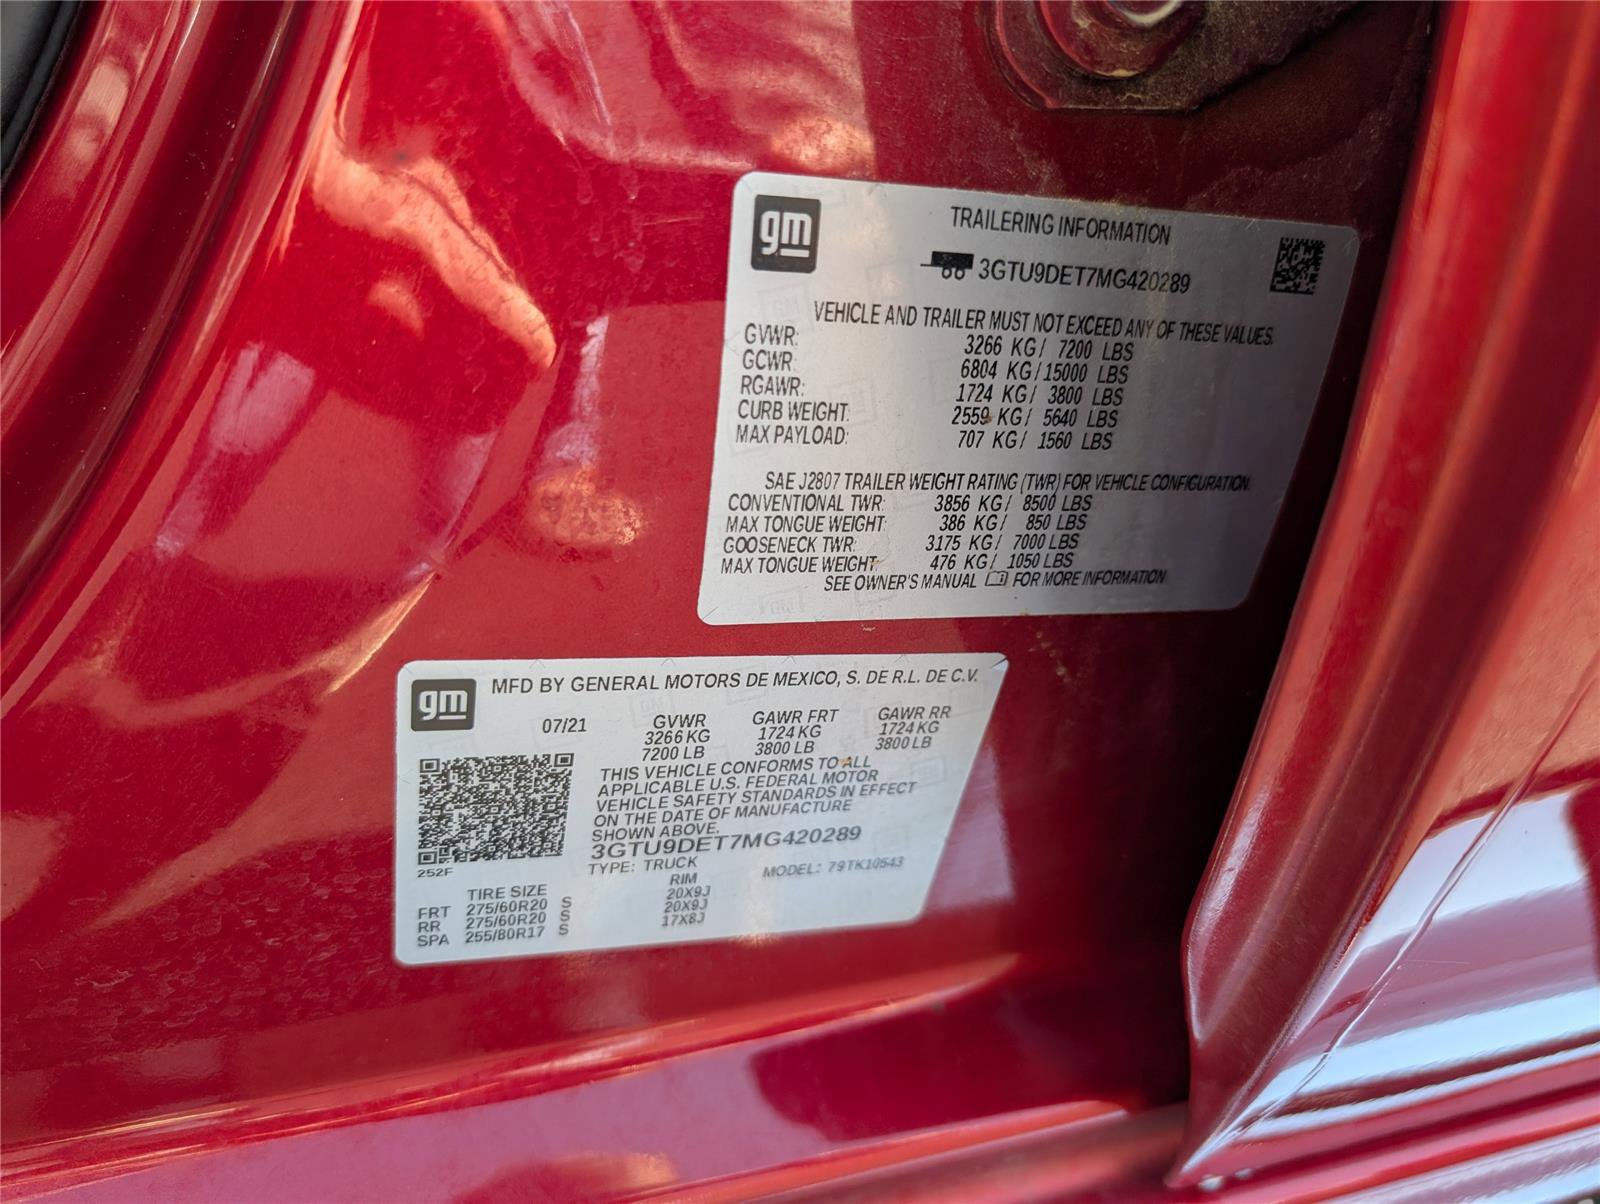 gm
TRAILERING INFORMATION
3GTU9DET7MG420289
VEHICLE AND TRAILER MUST NOT EXCEED ANY OF THESE VALUES.
GVWR: 3266 KG/ 7200 LBS
GCWR: 6804 KG/15000 LBS
RGAWR: 1724 KG/ 3800 LBS
CURB WEIGHT: 2559 KG/ 5640 LBS
MAX PAYLOAD: 707 KG/ 1560 LBS
SAE J2807 TRAILER WEIGHT RATING (TWR) FOR VEHICLE CONFIGURATION
CONVENTIONAL TWR: 3856 KG/ 8500 LBS
MAX TONGUE WEIGHT: 386 KG/ 850 LBS
GOOSENECK TWR: 3175 KG/ 7000 LBS
MAX TONGUE WEIGHT: 476 KG/ 1050 LBS
SEE OWNER'S MANUAL FOR MORE INFORMATION
gm
MFD BY GENERAL MOTORS DE MEXICO, S. DE R.L. DE C.V.
07/21 GVWR GAWR FRT GAWR RR
3266 KG 1724 KG 1724 KG
7200 LB 3800 LB 3800 LB
THIS VEHICLE CONFORMS TO ALL
APPLICABLE U.S. FEDERAL MOTOR
VEHICLE SAFETY STANDARDS IN EFFECT
ON THE DATE OF MANUFACTURE
SHOWN ABOVE.
3GTU9DET7MG420289
252F TYPE: TRUCK MODEL: 79TK10543
TIRE SIZE RIM
FRT 275/60R20 S 20X9J
RR 275/60R20 S 20X9J
SPA 255/80R17 S 17X8J